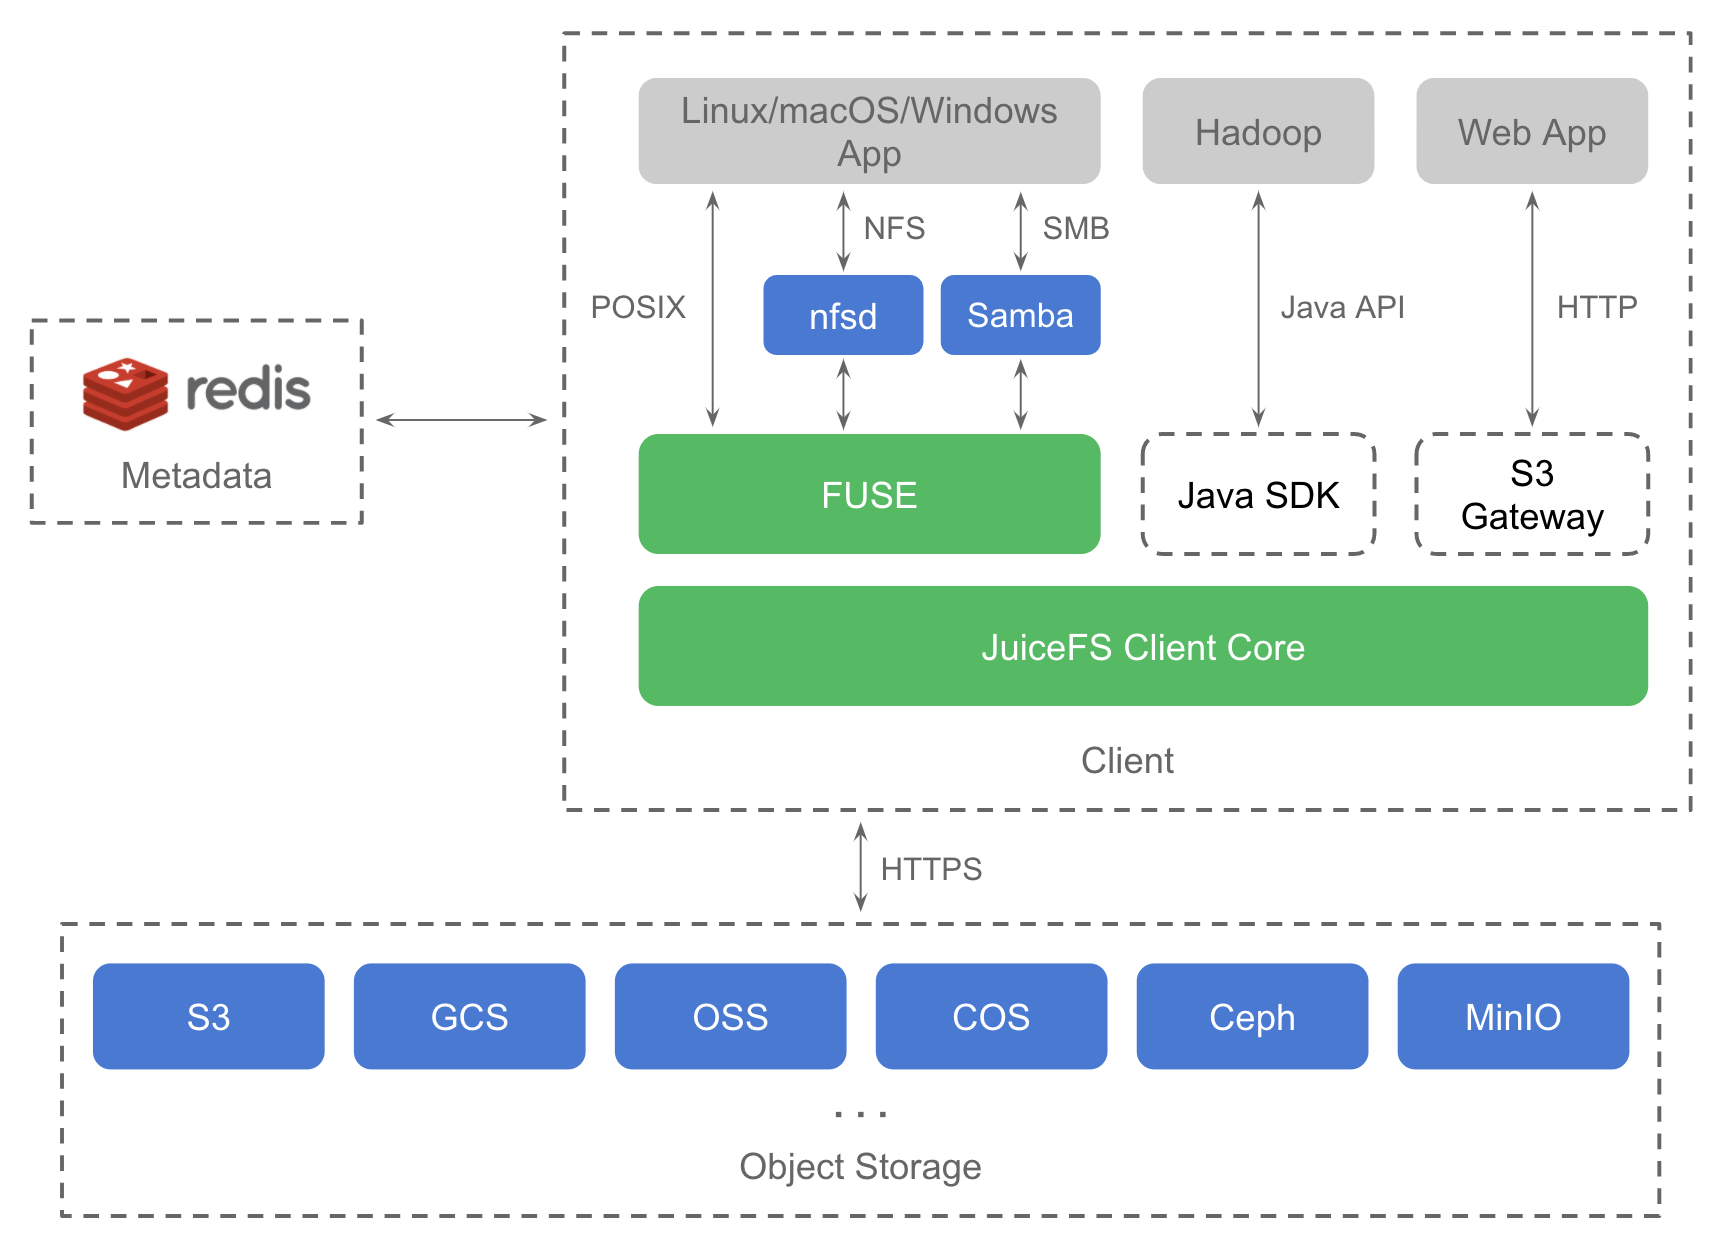 Linux/macOS/Windows
App
Hadoop
Web App
NFS
SMB
POSIX
nfsd
Samba
Java API
HTTP
redis
Metadata
FUSE
Java SDK
S3
Gateway
JuiceFS Client Core
Client
HTTPS
S3
GCS
OSS
COS
Ceph
MinIO
...
Object Storage